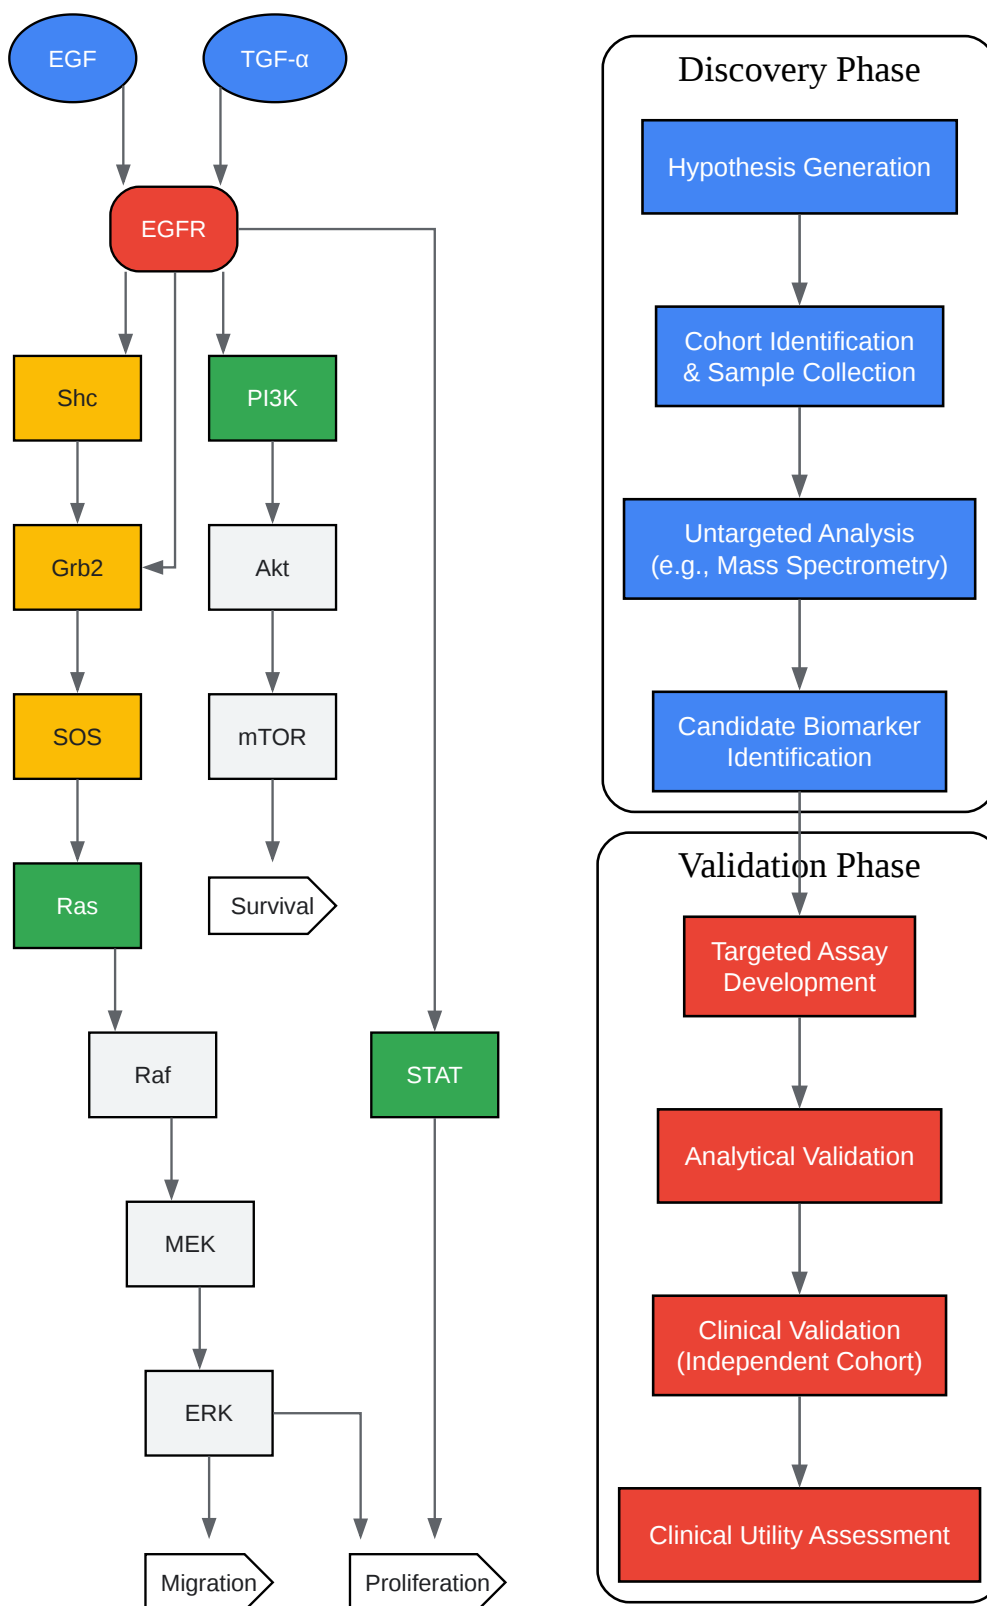 EGF
TGF-α
EGFR
Shc
PI3K
Grb2
Akt
SOS
mTOR
Ras
Survival
Raf
STAT
MEK
ERK
Migration
Proliferation
Discovery Phase
Hypothesis Generation
Cohort Identification
& Sample Collection
Untargeted Analysis
(e.g., Mass Spectrometry)
Candidate Biomarker
Identification
Validation Phase
Targeted Assay
Development
Analytical Validation
Clinical Validation
(Independent Cohort)
Clinical Utility Assessment